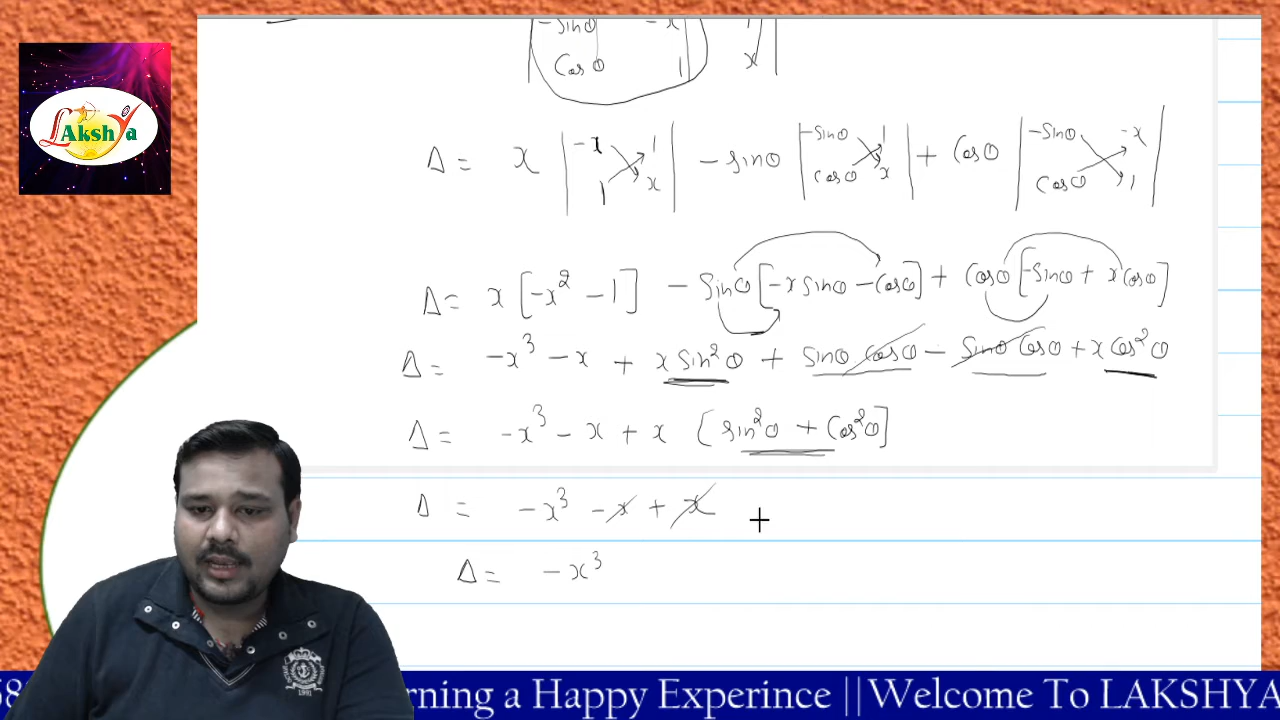 -sinθ -x 1
Cosθ 1 x
LAkshYa
Δ = x |-x 1| - sinθ |-sinθ 1| + Cosθ |-sinθ -x|
|1 x| |cosθ x| |cosθ 1|
Δ = x [-x² - 1] - Sinθ [-x sinθ - Cosθ] + Cosθ [-Sinθ + x Cosθ]
Δ = -x³ - x + x Sin²θ + Sinθ Cosθ - Sinθ Cosθ + x Cos²θ
Δ = -x³ - x + x [Sin²θ + Cos²θ]
Δ = -x³ - x + x
Δ = -x³
1991
rning a Happy Experince || Welcome To LAKSHYA